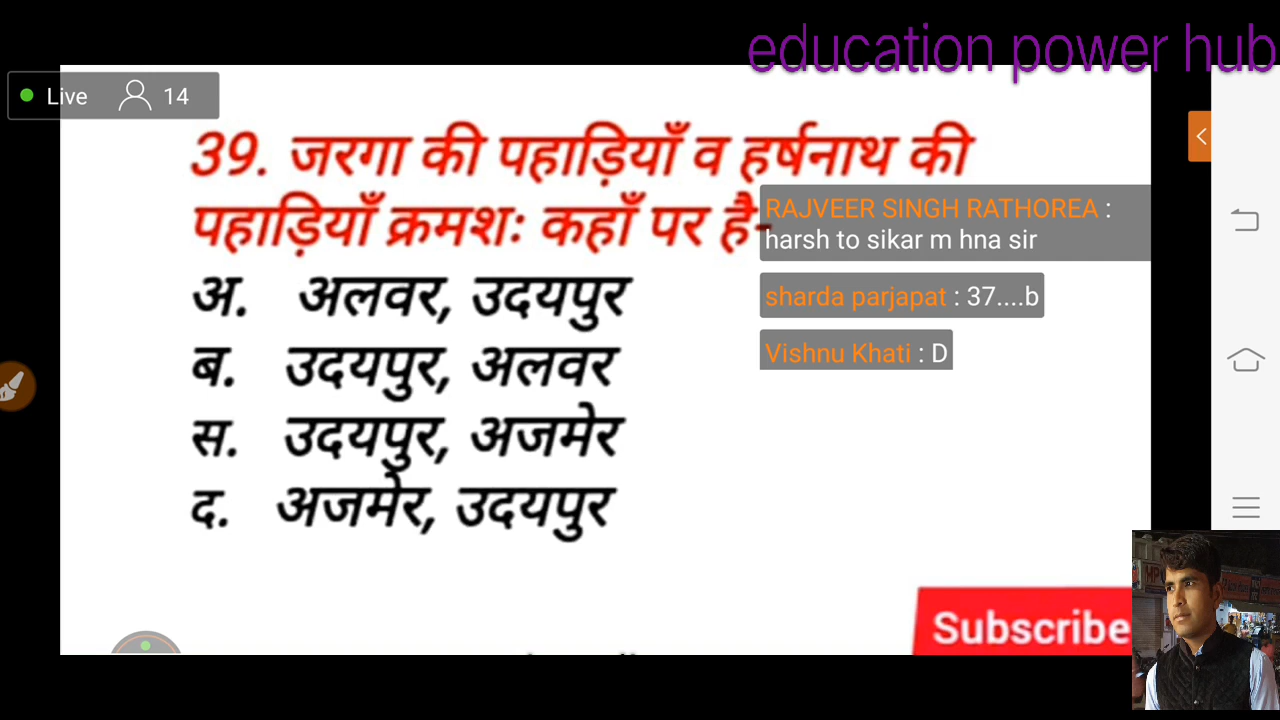 education power hub
Live 14
39. जरगा की पहाड़ियाँ व हर्षनाथ की
पहाड़ियाँ क्रमशः कहाँ पर है-
अ. अलवर, उदयपुर
ब. उदयपुर, अलवर
स. उदयपुर, अजमेर
द. अजमेर, उदयपुर
RAJVEER SINGH RATHOREA :
harsh to sikar m hna sir
sharda parjapat : 37....b
Vishnu Khati : D
Subscribe